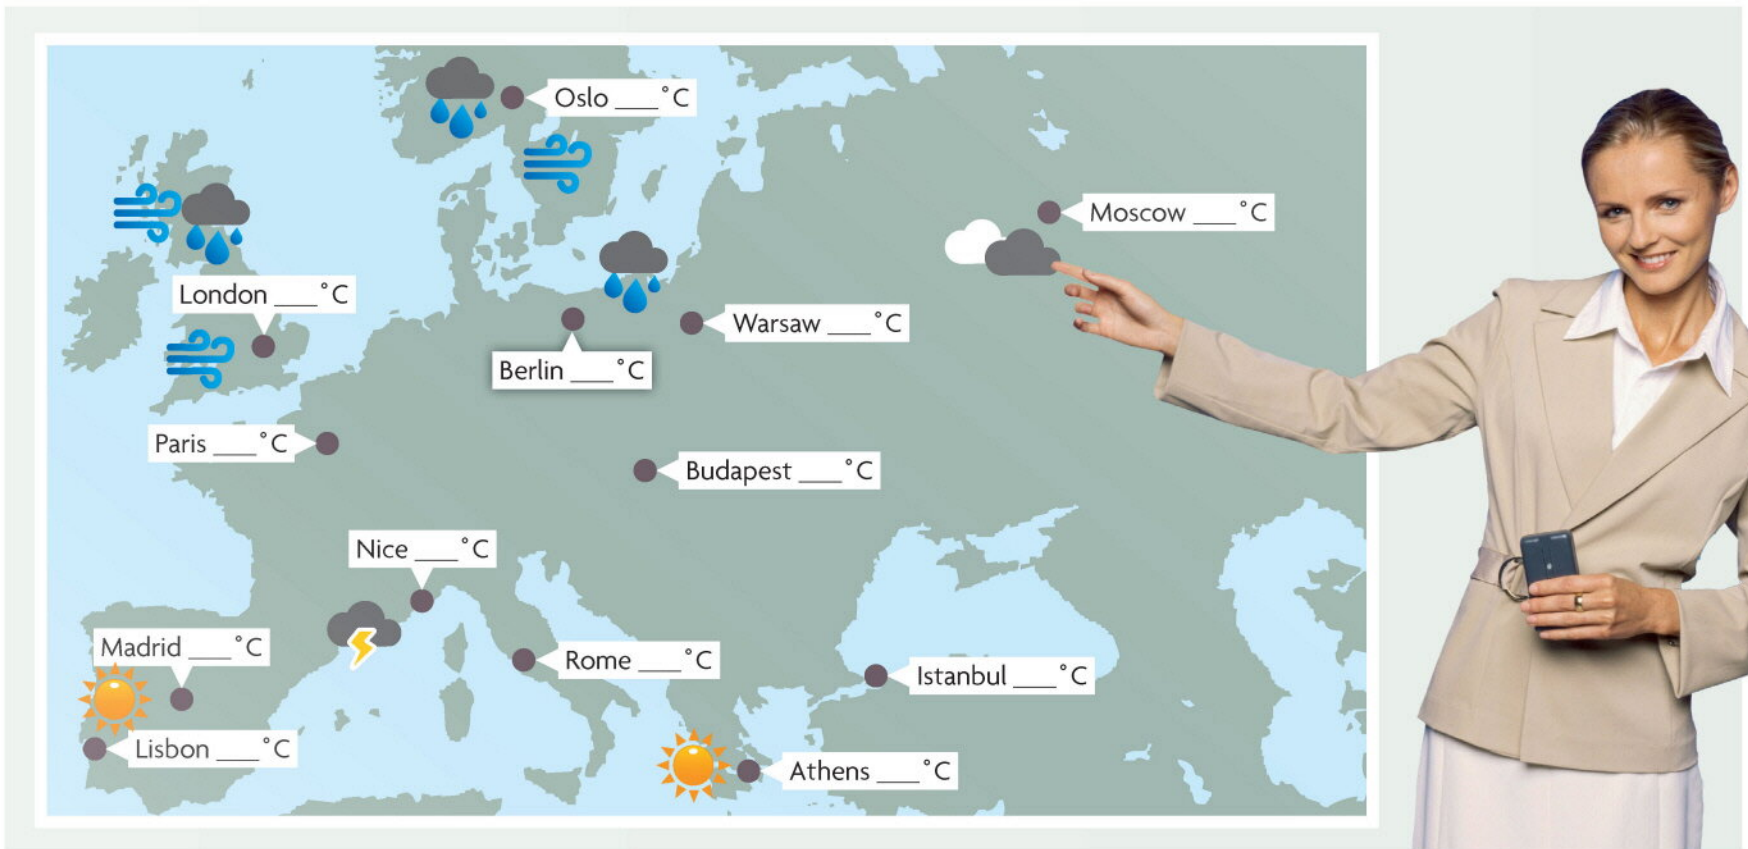 Oslo ___°C
Moscow ___°C
London ___°C
Warsaw ___°C
Berlin ___°C
Paris ___°C
Budapest ___°C
Nice ___°C
Madrid ___°C
Rome ___°C
Istanbul ___°C
Lisbon ___°C
Athens ___°C